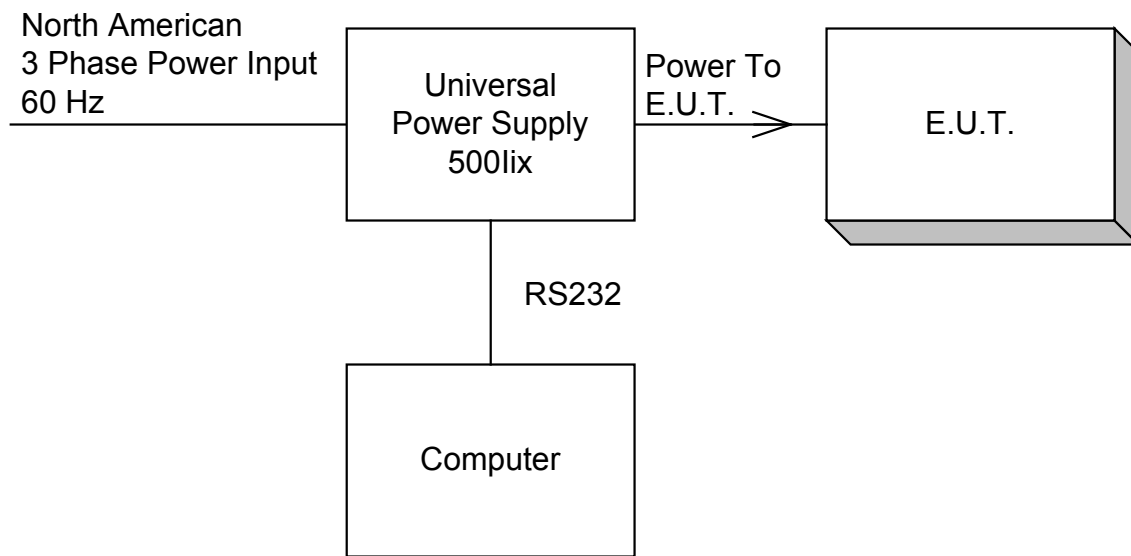 North American
3 Phase Power Input
60 Hz
Universal
Power Supply
500Iix
Power To
E.U.T.
E.U.T.
RS232
Computer